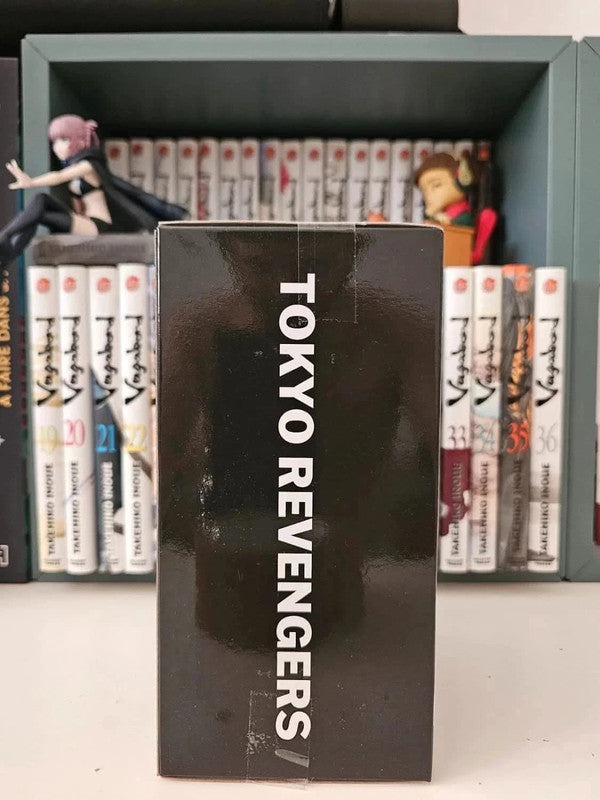 TOKYO REVENGERS
À FAIRE DANS
Vagabond
19
TAKEHIKO INOUE
Vagabond
20
TAKEHIKO INOUE
Vagabond
21
TAKEHIKO INOUE
Vagabond
22
TAKEHIKO INOUE
Vagabond
33
TAKEHIKO INOUE
Vagabond
34
TAKEHIKO INOUE
Vagabond
35
TAKEHIKO INOUE
Vagabond
36
TAKEHIKO INOUE